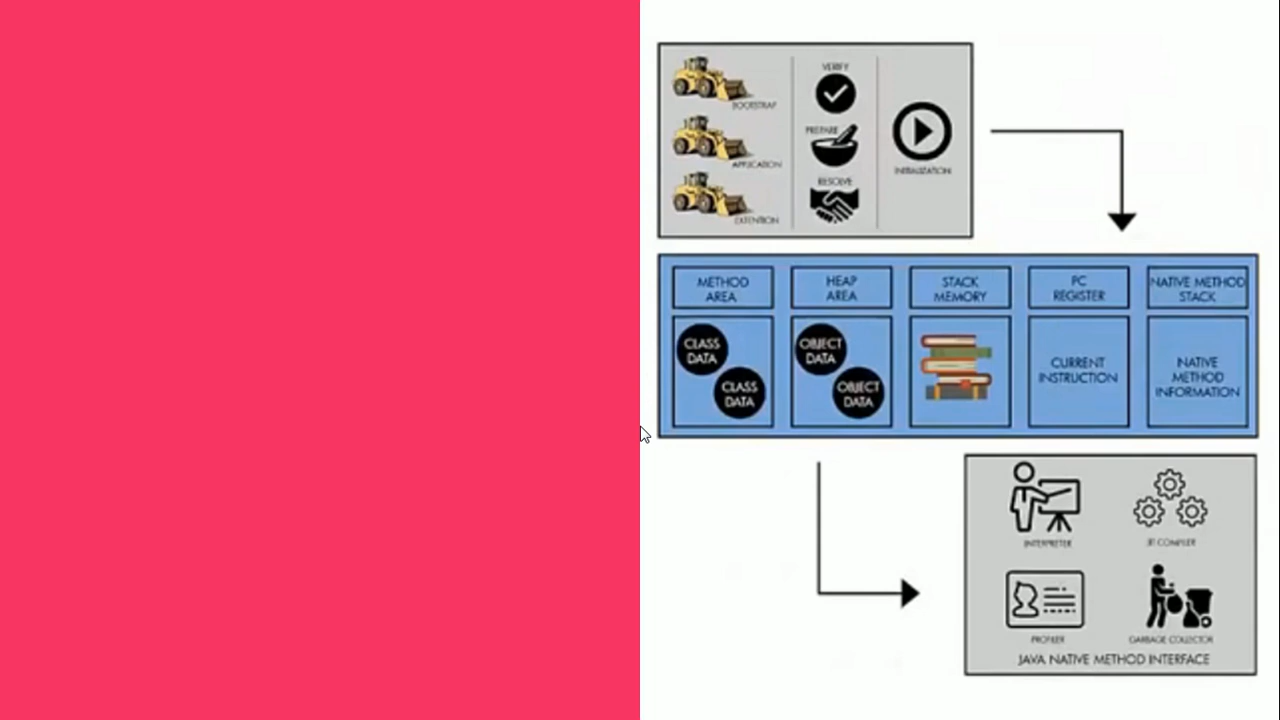 BOOTSTRAP
APPLICATION
EXTENTION
VERIFY
PREPARE
RESOLVE
INITIALIZATION
METHOD
AREA
HEAP
AREA
STACK
MEMORY
PC
REGISTER
NATIVE METHOD
STACK
CLASS
DATA
CLASS
DATA
OBJECT
DATA
OBJECT
DATA
CURRENT
INSTRUCTION
NATIVE
METHOD
INFORMATION
INTERPRETER
JIT COMPILER
PROFILER
GARBAGE COLLECTOR
JAVA NATIVE METHOD INTERFACE